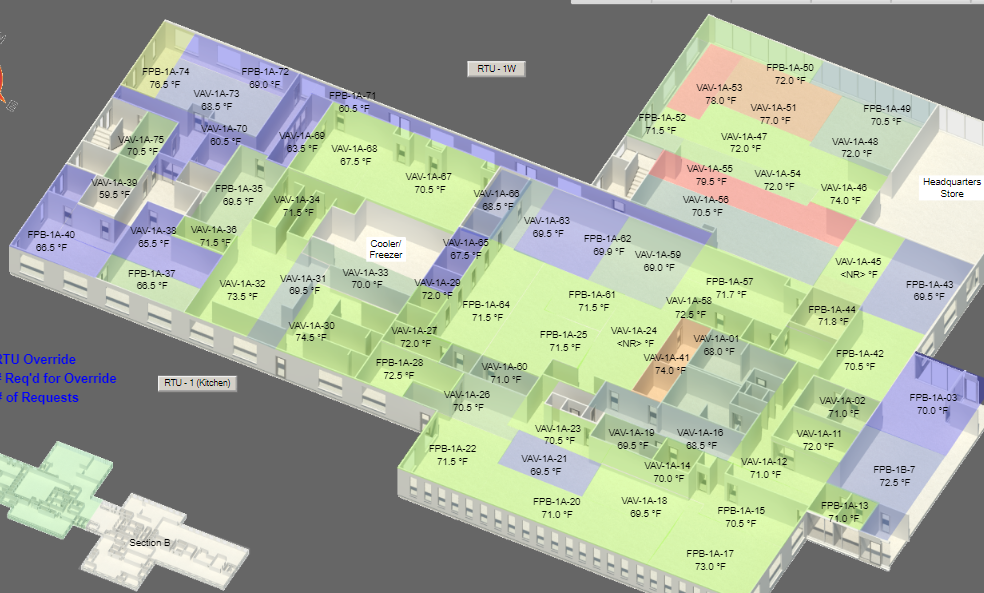 FPB-1A-74
76.5 °F
FPB-1A-72
69.0 °F
VAV-1A-73
68.5 °F
FPB-1A-71
60.5 °F
VAV-1A-70
60.5 °F
VAV-1A-69
63.5 °F
VAV-1A-75
70.5 °F
VAV-1A-68
67.5 °F
VAV-1A-67
70.5 °F
VAV-1A-66
68.5 °F
VAV-1A-39
59.5 °F
FPB-1A-35
69.5 °F
VAV-1A-34
71.5 °F
FPB-1A-40
66.5 °F
VAV-1A-38
65.5 °F
VAV-1A-36
71.5 °F
FPB-1A-37
66.5 °F
VAV-1A-32
73.5 °F
VAV-1A-31
69.5 °F
VAV-1A-33
70.0 °F
Cooler/
Freezer
VAV-1A-65
67.5 °F
VAV-1A-29
72.0 °F
VAV-1A-30
74.5 °F
VAV-1A-27
72.0 °F
FPB-1A-28
72.5 °F
RTU - 1W
RTU - 1 (Kitchen)
FPB-1A-50
72.0 °F
VAV-1A-53
78.0 °F
VAV-1A-51
77.0 °F
FPB-1A-49
70.5 °F
FPB-1A-52
71.5 °F
VAV-1A-47
72.0 °F
VAV-1A-48
72.0 °F
VAV-1A-55
79.5 °F
VAV-1A-54
72.0 °F
VAV-1A-46
74.0 °F
VAV-1A-56
70.5 °F
Headquarters
Store
VAV-1A-63
69.5 °F
FPB-1A-62
69.9 °F
VAV-1A-59
69.0 °F
VAV-1A-45
<NR> °F
FPB-1A-43
69.5 °F
FPB-1A-57
71.7 °F
FPB-1A-64
71.5 °F
FPB-1A-61
71.5 °F
VAV-1A-58
72.5 °F
FPB-1A-44
71.8 °F
FPB-1A-25
71.5 °F
VAV-1A-24
<NR> °F
VAV-1A-01
68.0 °F
VAV-1A-41
74.0 °F
FPB-1A-42
70.5 °F
VAV-1A-60
71.0 °F
VAV-1A-26
70.5 °F
VAV-1A-02
71.0 °F
FPB-1A-03
70.0 °F
VAV-1A-23
70.5 °F
VAV-1A-19
69.5 °F
VAV-1A-16
68.5 °F
VAV-1A-11
72.0 °F
FPB-1A-22
71.5 °F
VAV-1A-21
69.5 °F
VAV-1A-14
70.0 °F
VAV-1A-12
71.0 °F
FPB-1B-7
72.5 °F
FPB-1A-20
71.0 °F
VAV-1A-18
69.5 °F
FPB-1A-15
70.5 °F
FPB-1A-13
71.0 °F
FPB-1A-17
73.0 °F
RTU Override
# Req'd for Override
# of Requests
Section B